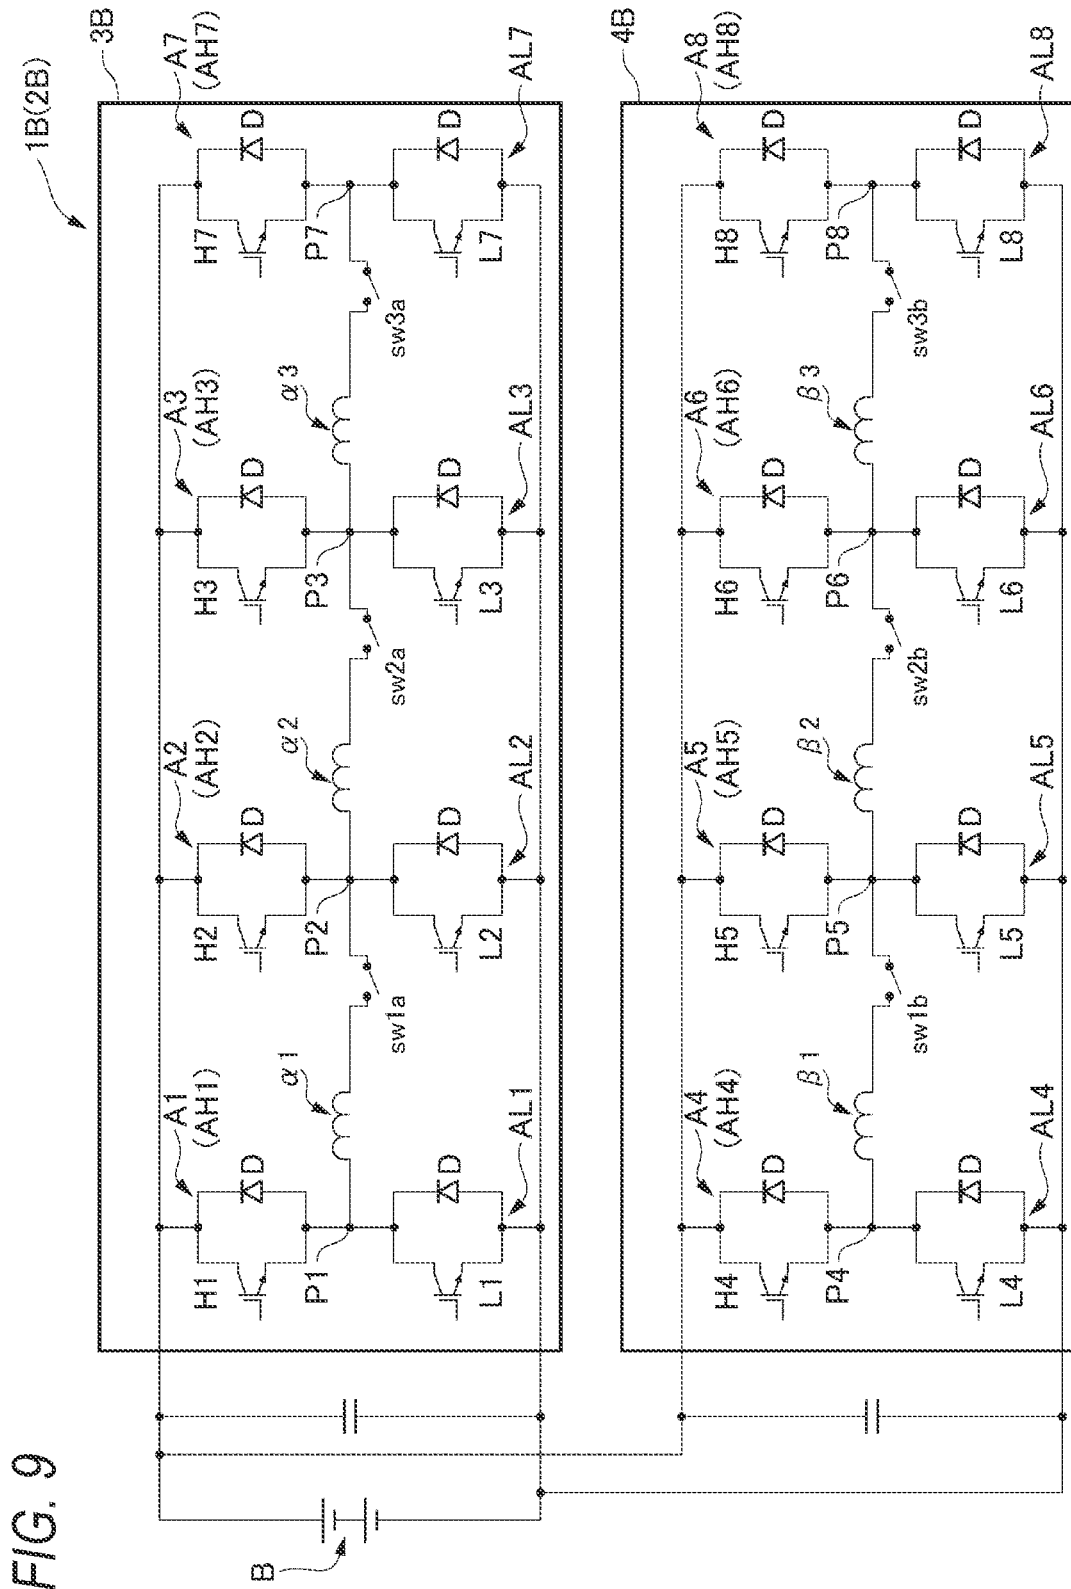 FIG. 9
1B(2B)
3B
A1
(AH1)
A2
(AH2)
A3
(AH3)
A7
(AH7)
H1
D
H2
D
H3
D
H7
D
α1
α2
α3
P1
P2
P3
P7
sw1a
sw2a
sw3a
L1
D
AL1
L2
D
AL2
L3
D
AL3
L7
D
AL7
B
4B
A4
(AH4)
A5
(AH5)
A6
(AH6)
A8
(AH8)
H4
D
H5
D
H6
D
H8
D
β1
β2
β3
P4
P5
P6
P8
sw1b
sw2b
sw3b
L4
D
AL4
L5
D
AL5
L6
D
AL6
L8
D
AL8